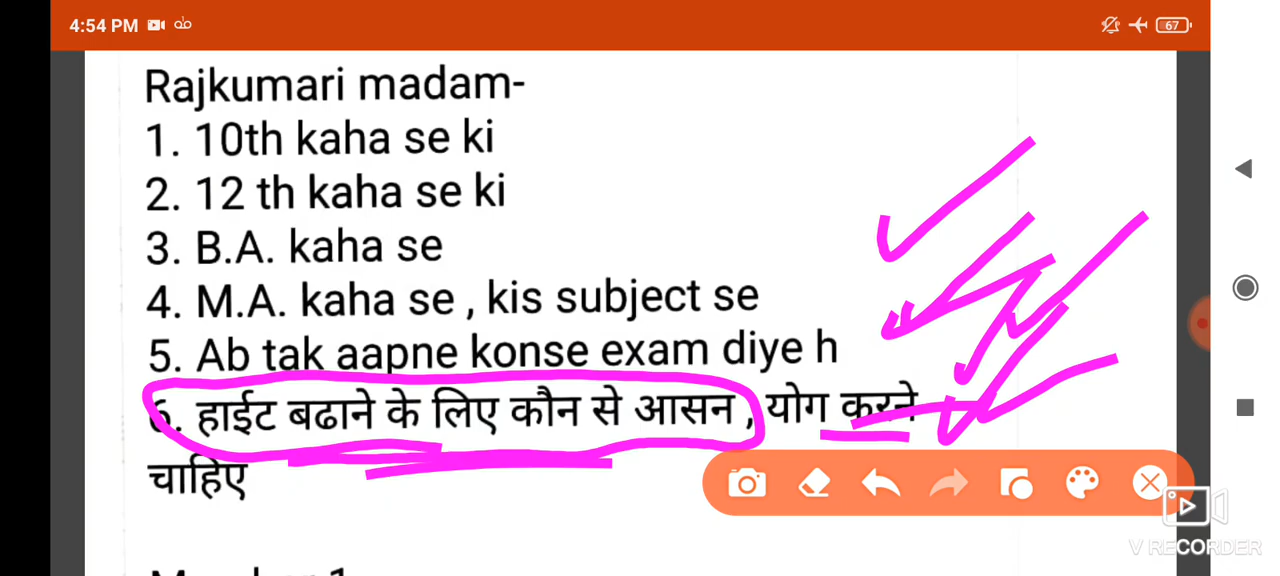 4:54 PM
67
Rajkumari madam-
1. 10th kaha se ki
2. 12 th kaha se ki
3. B.A. kaha se
4. M.A. kaha se , kis subject se
5. Ab tak aapne konse exam diye h
6. हाईट बढाने के लिए कौन से आसन , योग करने
चाहिए
V RECORDER